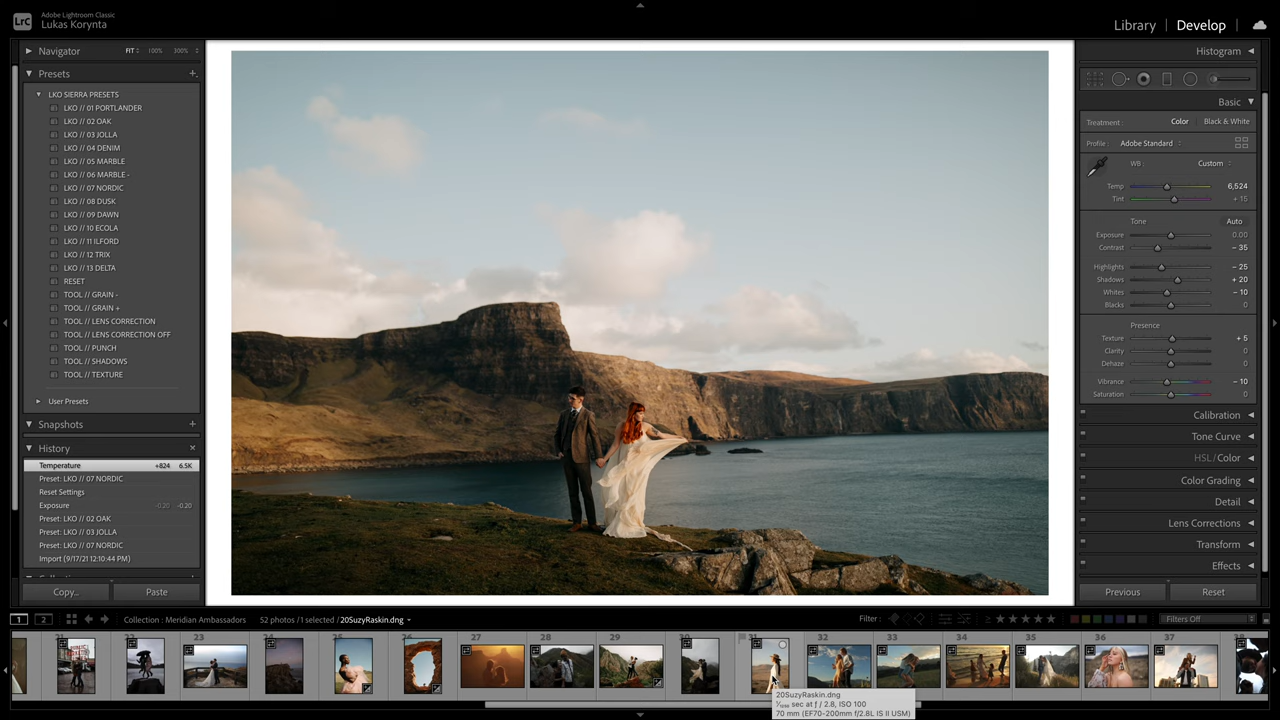 LrC
Adobe Lightroom Classic
Lukas Korynta
Library | Develop
Navigator FIT 100% 300%
Presets
LKO SIERRA PRESETS
LKO // 01 PORTLANDER
LKO // 02 OAK
LKO // 03 JOLLA
LKO // 04 DENIM
LKO // 05 MARBLE
LKO // 06 MARBLE -
LKO // 07 NORDIC
LKO // 08 DUSK
LKO // 09 DAWN
LKO // 10 ECOLA
LKO // 11 ILFORD
LKO // 12 TRIX
LKO // 13 DELTA
RESET
TOOL // GRAIN -
TOOL // GRAIN +
TOOL // LENS CORRECTION
TOOL // LENS CORRECTION OFF
TOOL // PUNCH
TOOL // SHADOWS
TOOL // TEXTURE
User Presets
Snapshots
History
Temperature +824 6.5K
Preset: LKO // 07 NORDIC
Reset Settings
Exposure -0.20 -0.20
Preset: LKO // 02 OAK
Preset: LKO // 03 JOLLA
Preset: LKO // 07 NORDIC
Import (9/17/21 12:10:44 PM)
Copy... Paste
Histogram
Basic
Treatment: Color Black & White
Profile: Adobe Standard
WB: Custom
Temp 6,524
Tint + 15
Tone Auto
Exposure 0.00
Contrast – 35
Highlights – 25
Shadows + 20
Whites – 10
Blacks 0
Presence
Texture + 5
Clarity 0
Dehaze 0
Vibrance – 10
Saturation 0
Calibration
Tone Curve
HSL / Color
Color Grading
Detail
Lens Corrections
Transform
Effects
Previous Reset
1 2 Collection : Meridian Ambassadors 52 photos / 1 selected / 20SuzyRaskin.dng Filter : Filters Off
21 22 23 24 25 26 27 28 29 30 31 32 33 34 35 36 37 38
20SuzyRaskin.dng
sec at ƒ / 2.8, ISO 100
70 mm (EF70-200mm f/2.8L IS II USM)